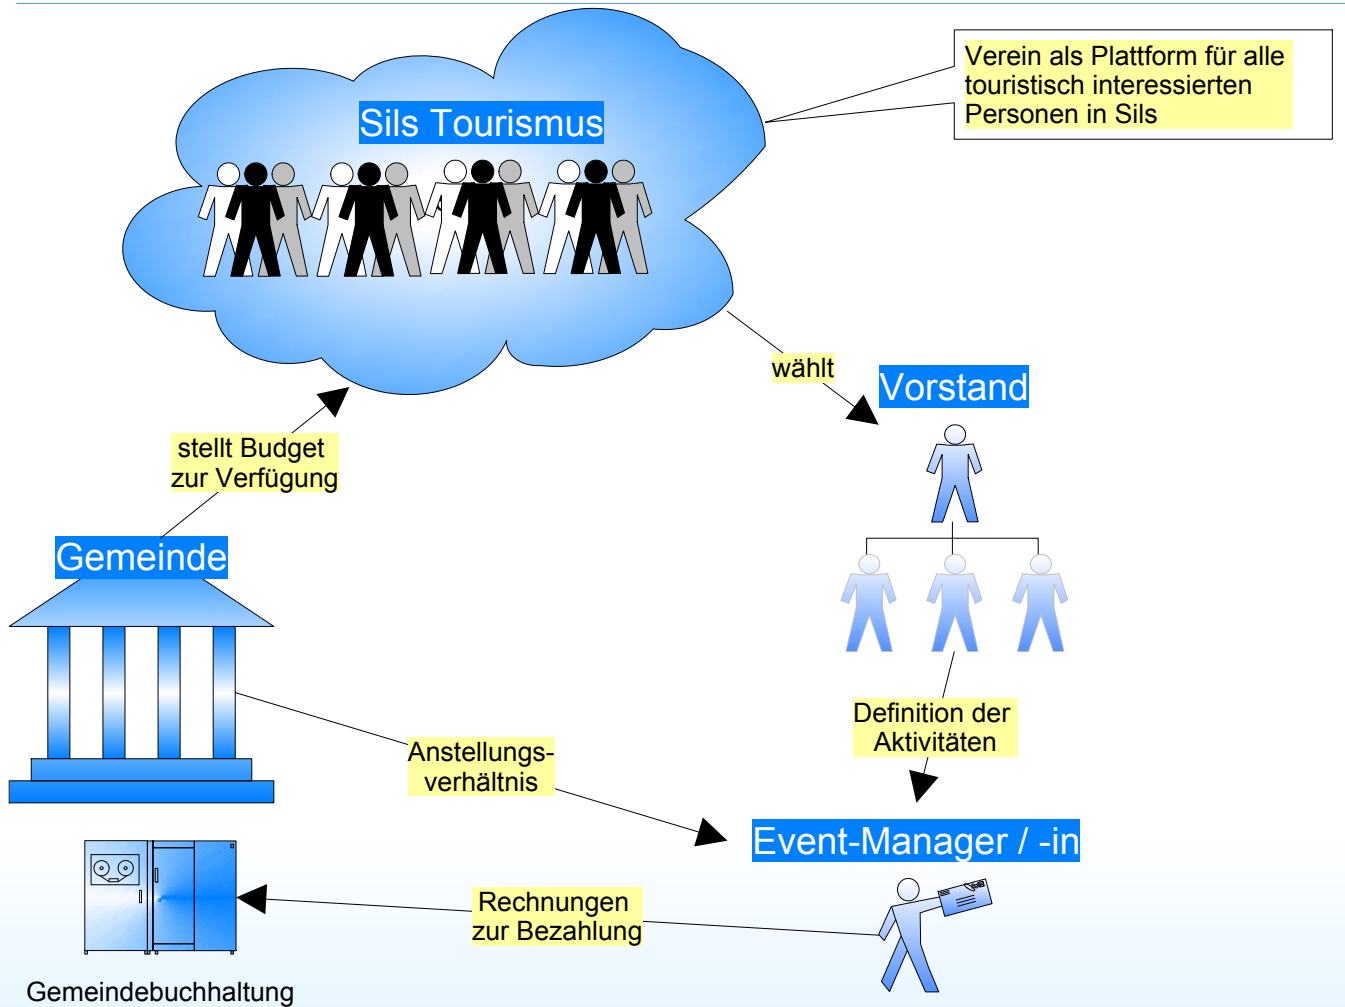 Verein als Plattform für alle
touristisch interessierten
Personen in Sils
Sils Tourismus
wählt
Vorstand
stellt Budget
zur Verfügung
Gemeinde
Definition der
Aktivitäten
Anstellungs-
verhältnis
Event-Manager / -in
Rechnungen
zur Bezahlung
Gemeindebuchhaltung